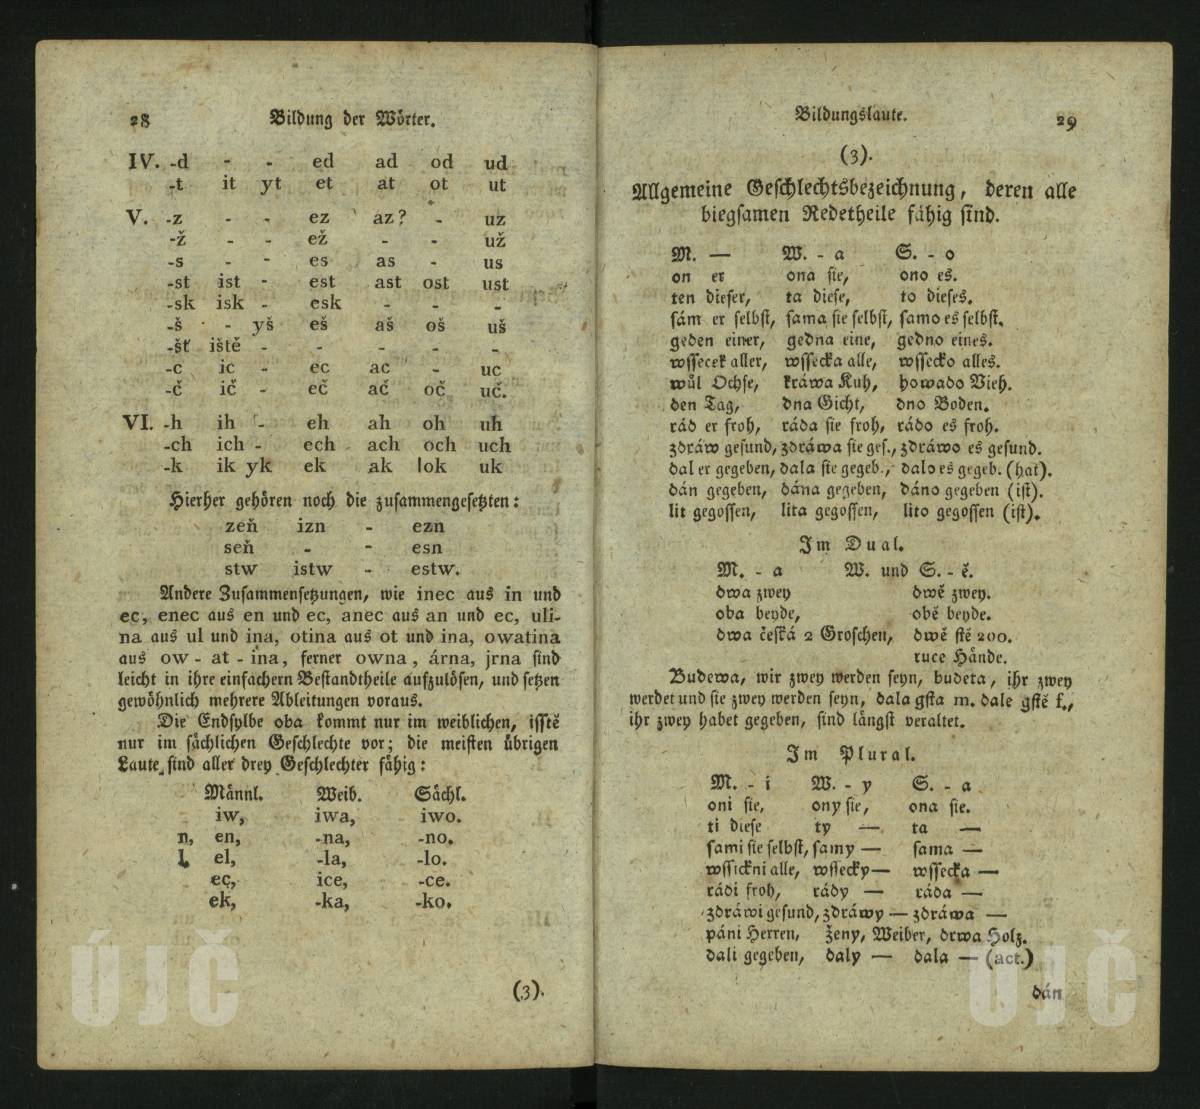 28 Bildung der Wörter.
IV. -d - - ed ad od ud
-t it yt et at ot ut
V. -z - - ez az? - uz
-ž - - ež - - už
-s - - es as - us
-st ist - est ast ost ust
-sk isk - esk - - -
-š - yš eš aš oš uš
-šť iště - - - - -
-c ic - ec ac - uc
-č ič - eč ač oč uč.
VI. -h ih - eh ah oh uh
-ch ich - ech ach och uch
-k ik yk ek ak lok uk
Hierher gehören noch die zusammengesetzten:
zeň izn - ezn
seň - - esn
stw istw - estw.
Andere Zusammensetzungen, wie inec aus in und
ec, enec aus en und ec, anec aus an und ec, uli-
na aus ul und ina, otina aus ot und ina, owatina
aus ow-at-ina, ferner owna, árna, jrna sind
leicht in ihre einfachern Bestandtheile aufzulösen, und setzen
gewöhnlich mehrere Ableitungen voraus.
Die Endsylbe oba kommt nur im weiblichen, isstě
nur im sächlichen Geschlechte vor; die meisten übrigen
Laute sind aller drey Geschlechter fähig:
Männl. Weib. Sächl.
iw, iwa, iwo.
n, en, -na, -no.
l, el, -la, -lo.
ec, ice, -ce.
ek, -ka, -ko.
(3).
ÚJČ
Bildungslaute. 29
(3).
Allgemeine Geschlechtsbezeichnung, deren alle
biegsamen Redetheile fähig sind.
M. — W. - a S. - o
on er ona sie, ono es.
ten dieser, ta diese, to dieses.
sám er selbst, sama sie selbst, samo es selbst.
geden einer, gedna eine, gedno eines.
wssecek aller, wssecka alle, wssecko alles.
wůl Ochse, kráwa Kuh, howado Vieh.
den Tag, dna Gicht, dno Boden.
rád er froh, ráda sie froh, rádo es froh.
zdráw gesund, zdráwa sie ges., zdráwo es gesund.
dal er gegeben, dala sie gegeb., dalo es gegeb. (hat).
dán gegeben, dána gegeben, dáno gegeben (ist).
lit gegossen, lita gegossen, lito gegossen (ist).
Im Dual.
M. - a W. und S. - ě.
dwa zwey dwě zwey.
oba beyde, obě beyde.
dwa česká 2 Groschen, dwě stě 200.
ruce Hände.
Budewa, wir zwey werden seyn, budeta, ihr zwey
werdet und sie zwey werden seyn, dala gsta m. dale gstě f.,
ihr zwey habet gegeben, sind längst veraltet.
Im Plural.
M. - i W. - y S. - a
oni sie, ony sie, ona sie.
ti diese ty — ta —
sami sie selbst, samy — sama —
wssickni alle, wssecky — wssecka —
rádi froh, rády — ráda —
zdráwi gesund, zdráwy — zdráwa —
páni Herren, ženy, Weiber, drwa Holz.
dali gegeben, daly — dala — (act.)
dán
ÚJČ